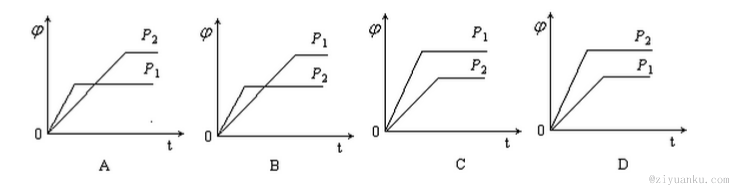 φ P₂ P₁ 0 t A
φ P₁ P₂ 0 t B
φ P₁ P₂ 0 t C
φ P₂ P₁ 0 t D
@ziyuanku.com